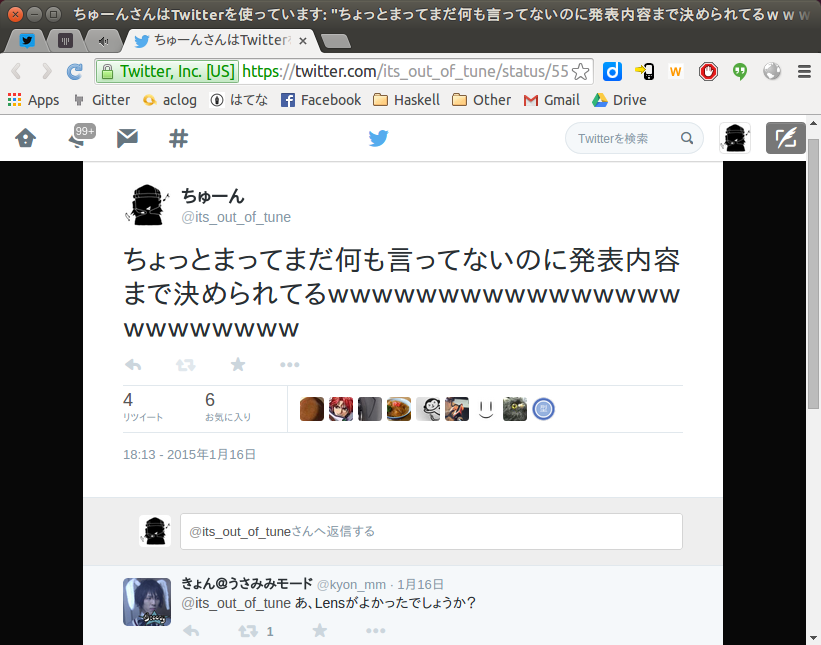 ちゅーんさんはTwitterを使っています: "ちょっとまってまだ何も言ってないのに発表内容まで決められてるｗｗｗ
ちゅーんさんはTwitter
Twitter, Inc. [US] https://twitter.com/its_out_of_tune/status/55
Apps Gitter aclog はてな Facebook Haskell Other Gmail Drive
99+ Twitterを検索
ちゅーん
@its_out_of_tune
ちょっとまってまだ何も言ってないのに発表内容
まで決められてるｗｗｗｗｗｗｗｗｗｗｗｗｗｗｗｗ
ｗｗｗｗｗｗｗｗ
4 6
リツイート お気に入り
18:13 - 2015年1月16日
@its_out_of_tuneさんへ返信する
きょん@うさみみモード @kyon_mm · 1月16日
@its_out_of_tune あ、Lensがよかったでしょうか？
1